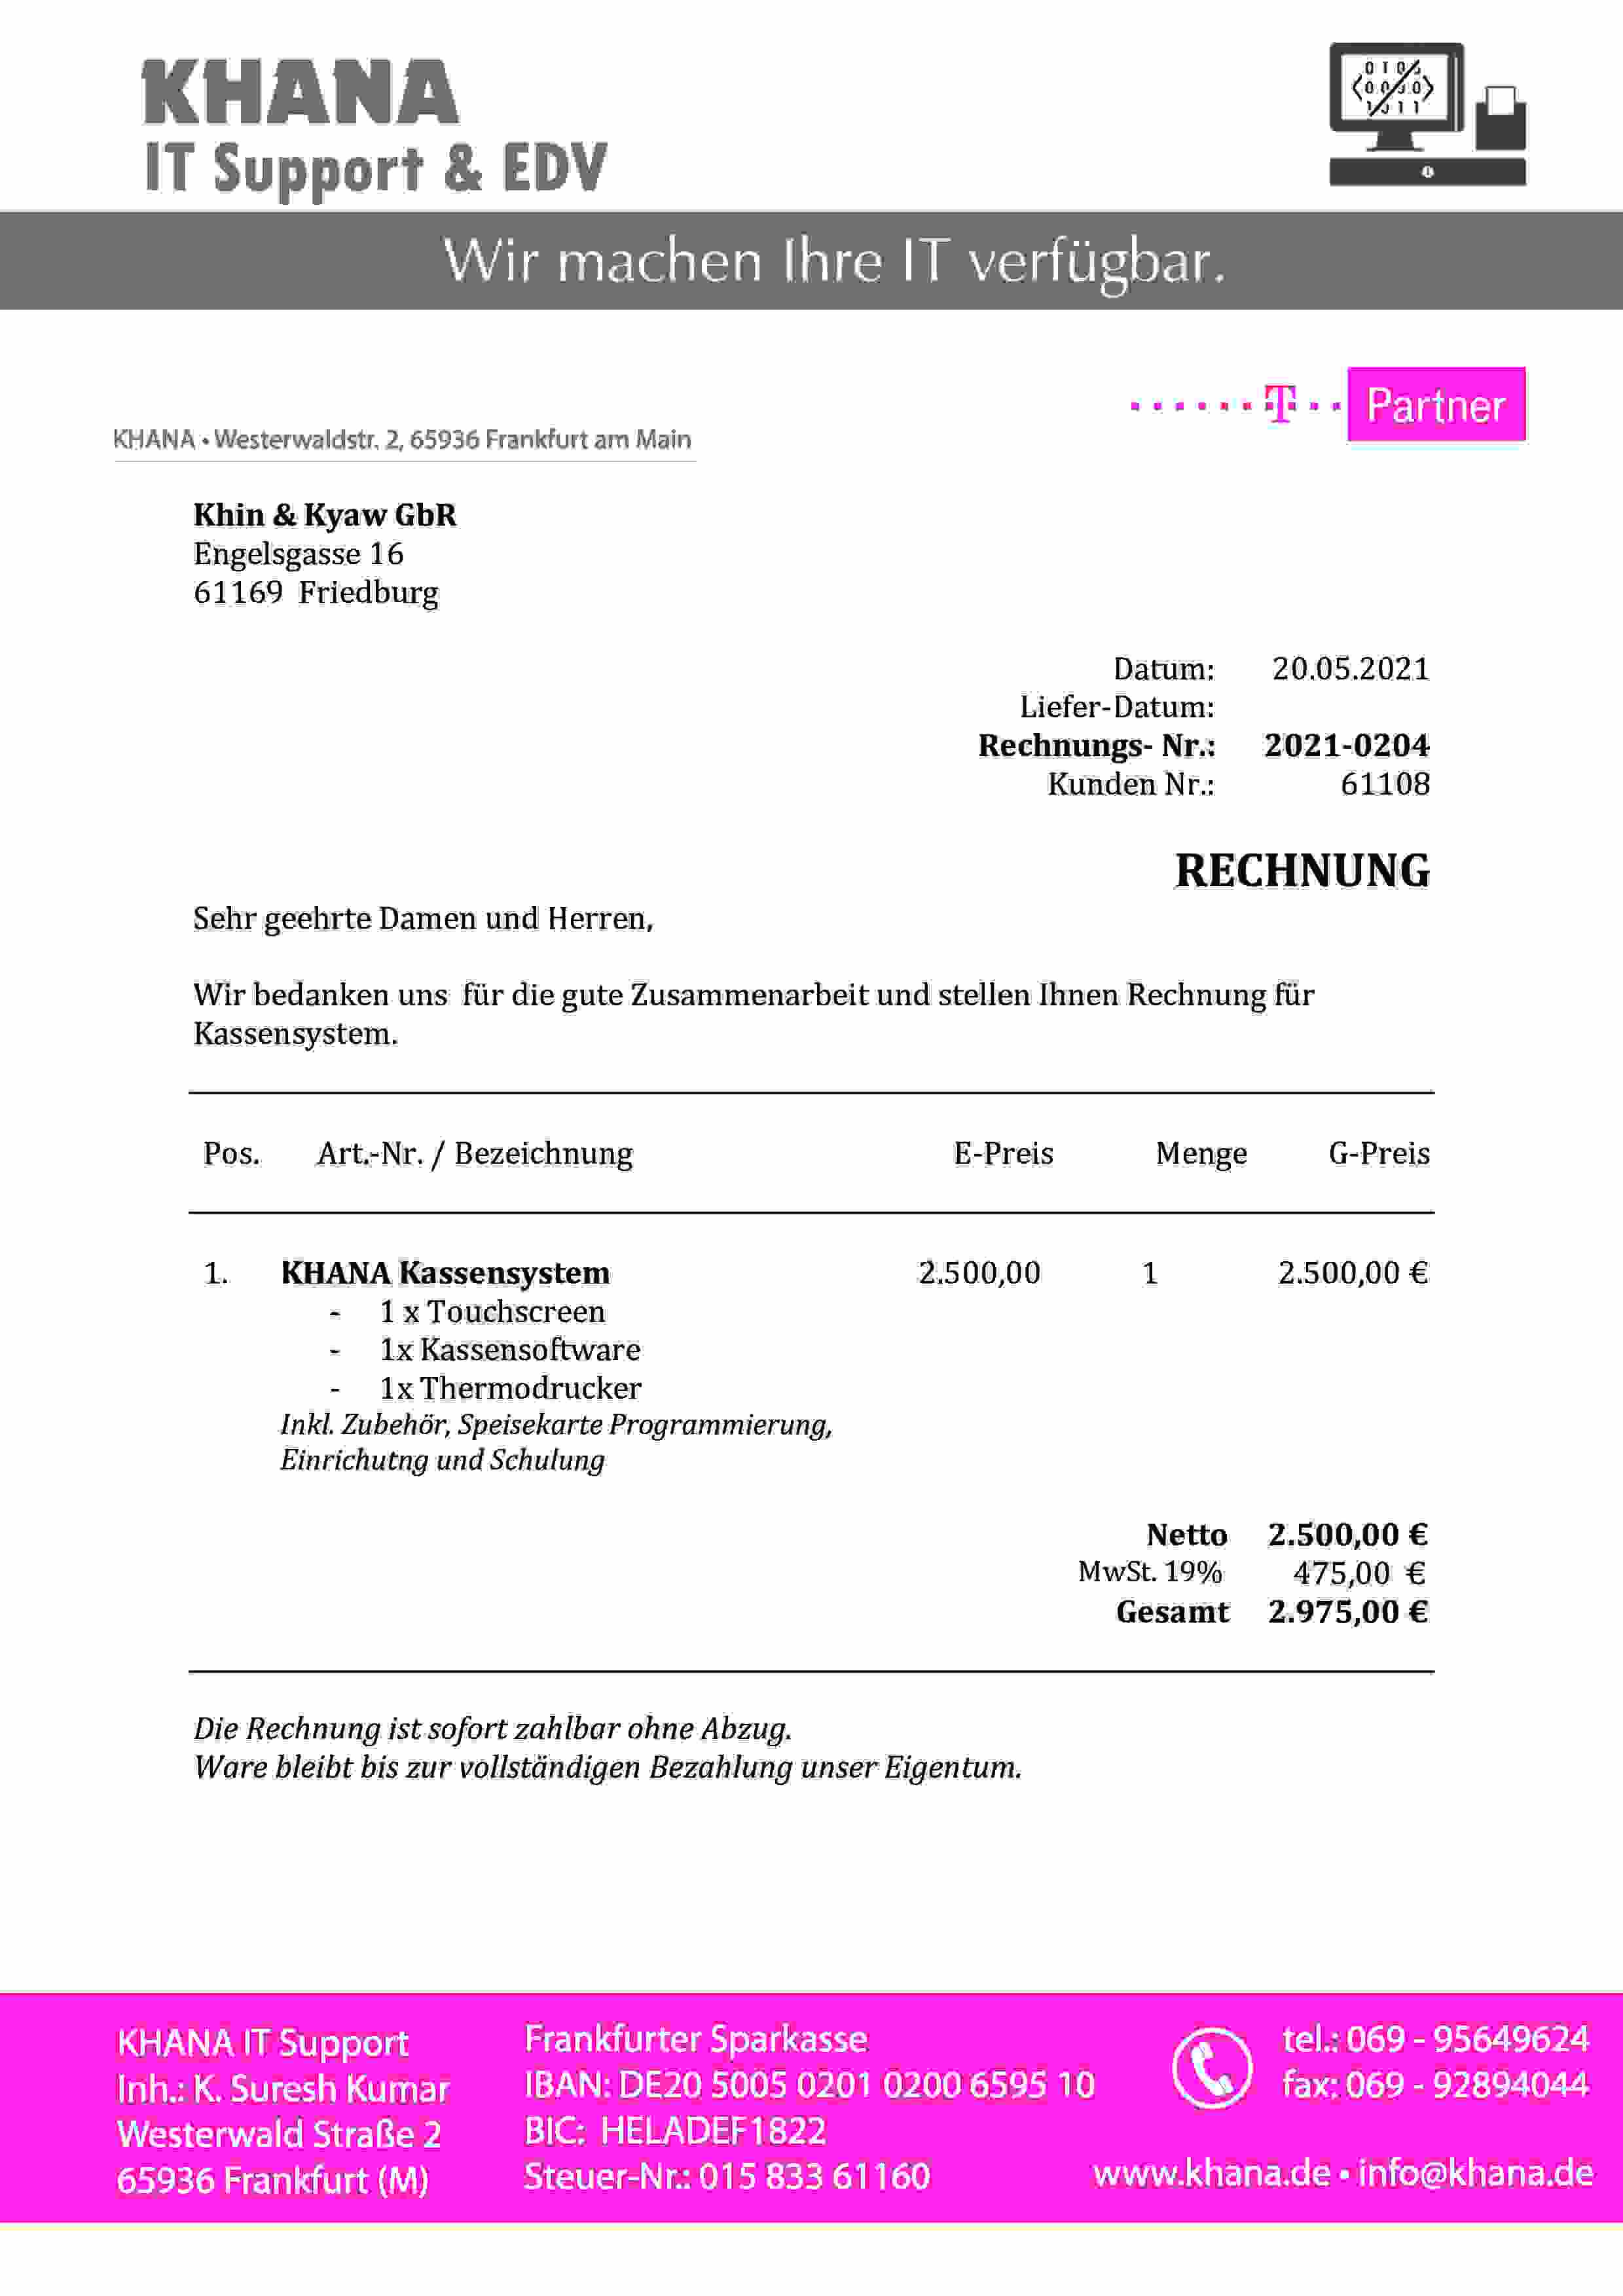 KHANA
IT Support & EDV
Wir machen Ihre IT verfügbar.
T Partner
KHANA • Westerwaldstr. 2, 65936 Frankfurt am Main
Khin & Kyaw GbR
Engelsgasse 16
61169 Friedburg
Datum: 20.05.2021
Liefer-Datum:
Rechnungs- Nr.: 2021-0204
Kunden Nr.: 61108
RECHNUNG
Sehr geehrte Damen und Herren,
Wir bedanken uns für die gute Zusammenarbeit und stellen Ihnen Rechnung für
Kassensystem.
Pos. Art.-Nr. / Bezeichnung E-Preis Menge G-Preis
1. KHANA Kassensystem 2.500,00 1 2.500,00 €
- 1 x Touchscreen
- 1x Kassensoftware
- 1x Thermodrucker
Inkl. Zubehör, Speisekarte Programmierung,
Einrichutng und Schulung
Netto 2.500,00 €
MwSt. 19% 475,00 €
Gesamt 2.975,00 €
Die Rechnung ist sofort zahlbar ohne Abzug.
Ware bleibt bis zur vollständigen Bezahlung unser Eigentum.
KHANA IT Support
Inh.: K. Suresh Kumar
Westerwald Straße 2
65936 Frankfurt (M)
Frankfurter Sparkasse
IBAN: DE20 5005 0201 0200 6595 10
BIC: HELADEF1822
Steuer-Nr.: 015 833 61160
tel.: 069 - 95649624
fax: 069 - 92894044
www.khana.de • info@khana.de